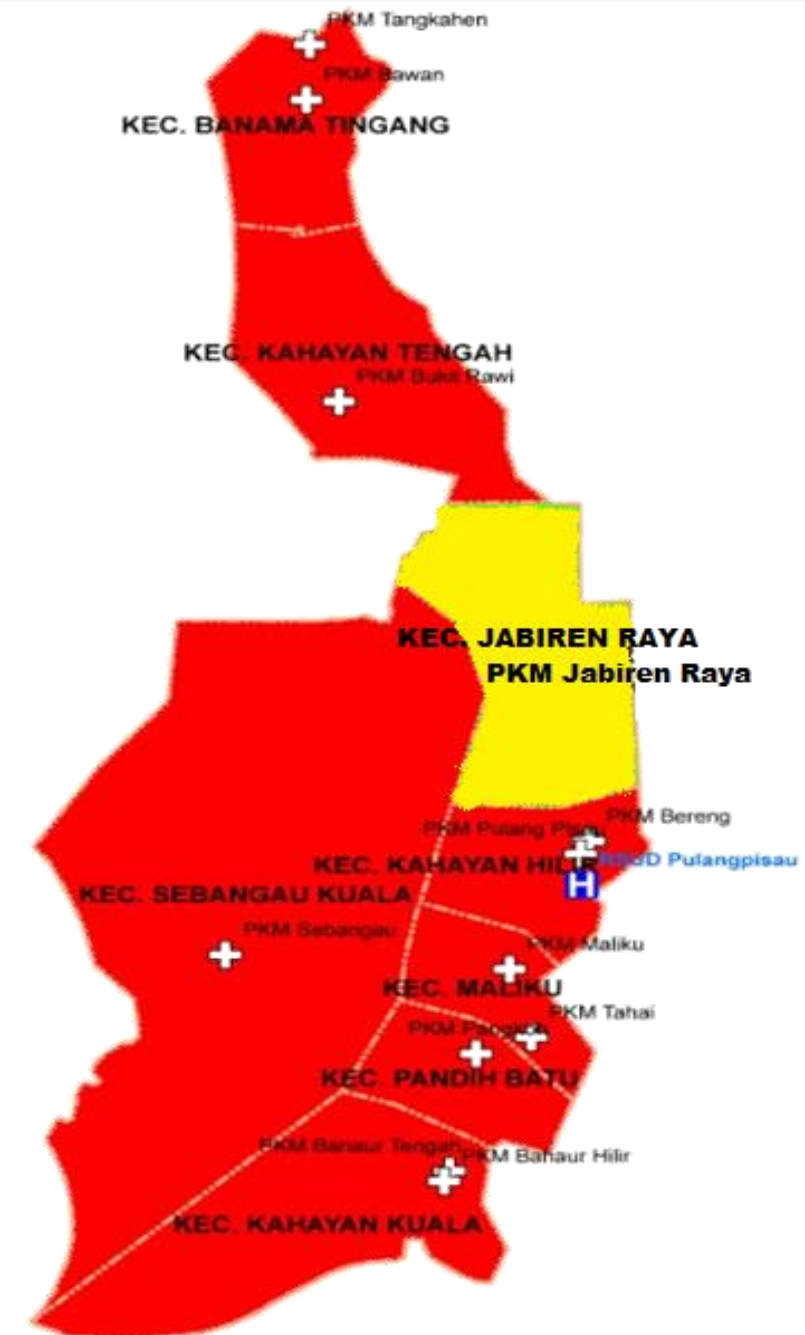 PKM Tangkahen
PKM Bawan
KEC. BANAMA TINGANG
KEC. KAHAYAN TENGAH
PKM Bukit Rawi
KEC. JABIREN RAYA
PKM Jabiren Raya
PKM Bereng
PKM Pulang Pisau
KEC. KAHAYAN HILIR
RSUD Pulangpisau
H
KEC. SEBANGAU KUALA
PKM Sebangau
PKM Maliku
KEC. MALIKU
PKM Tahai
PKM
KEC. PANDIH BATU
PKM Bahaur Tengah
PKM Bahaur Hilir
KEC. KAHAYAN KUALA